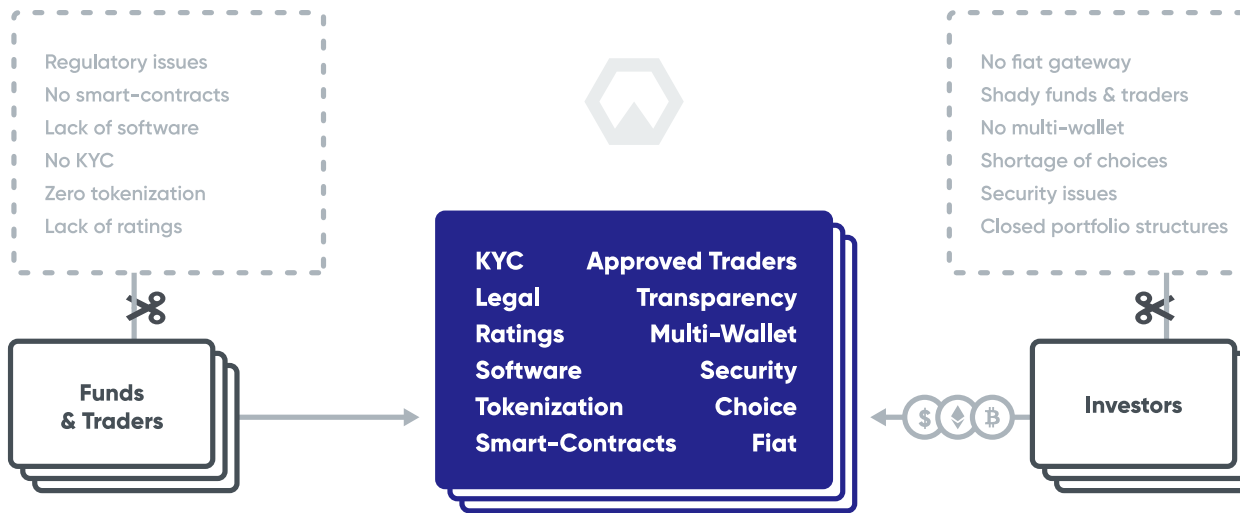 Regulatory issues
No smart-contracts
Lack of software
No KYC
Zero tokenization
Lack of ratings
Funds
& Traders
KYC Approved Traders
Legal Transparency
Ratings Multi-Wallet
Software Security
Tokenization Choice
Smart-Contracts Fiat
No fiat gateway
Shady funds & traders
No multi-wallet
Shortage of choices
Security issues
Closed portfolio structures
$
Investors